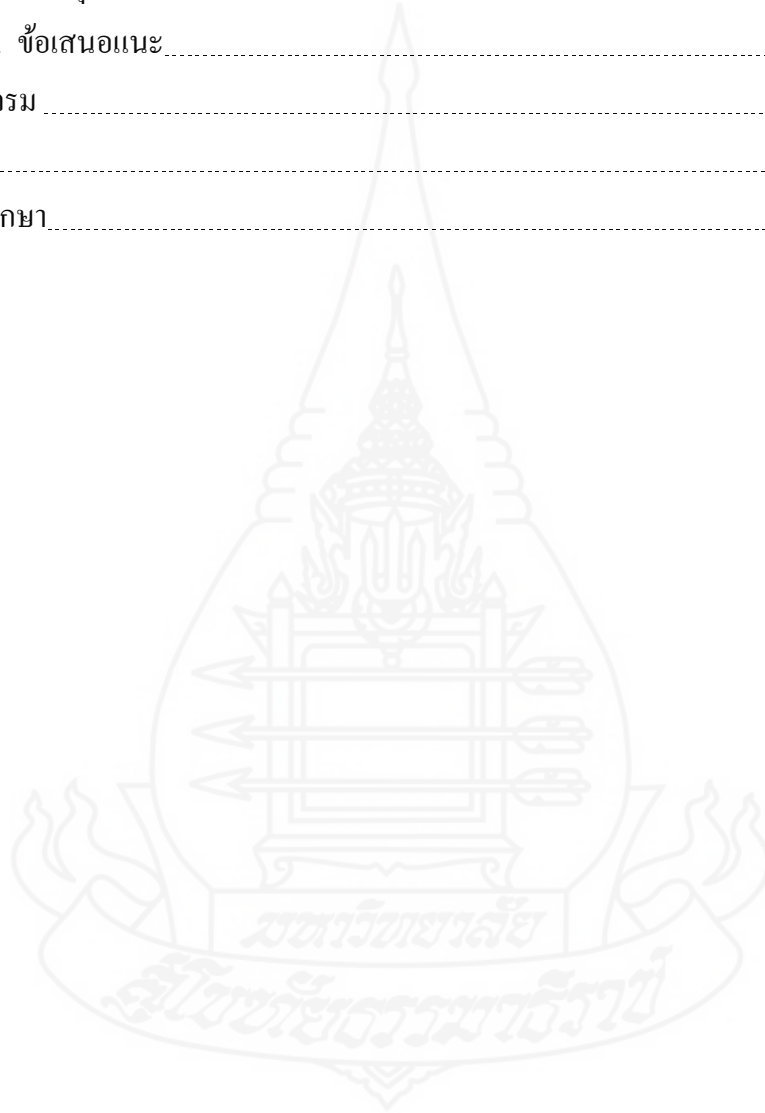 ข้อเสนอแนะ
รม
กษา
มหาวิทยาลัย
สุโขทัยธรรมาธิราช